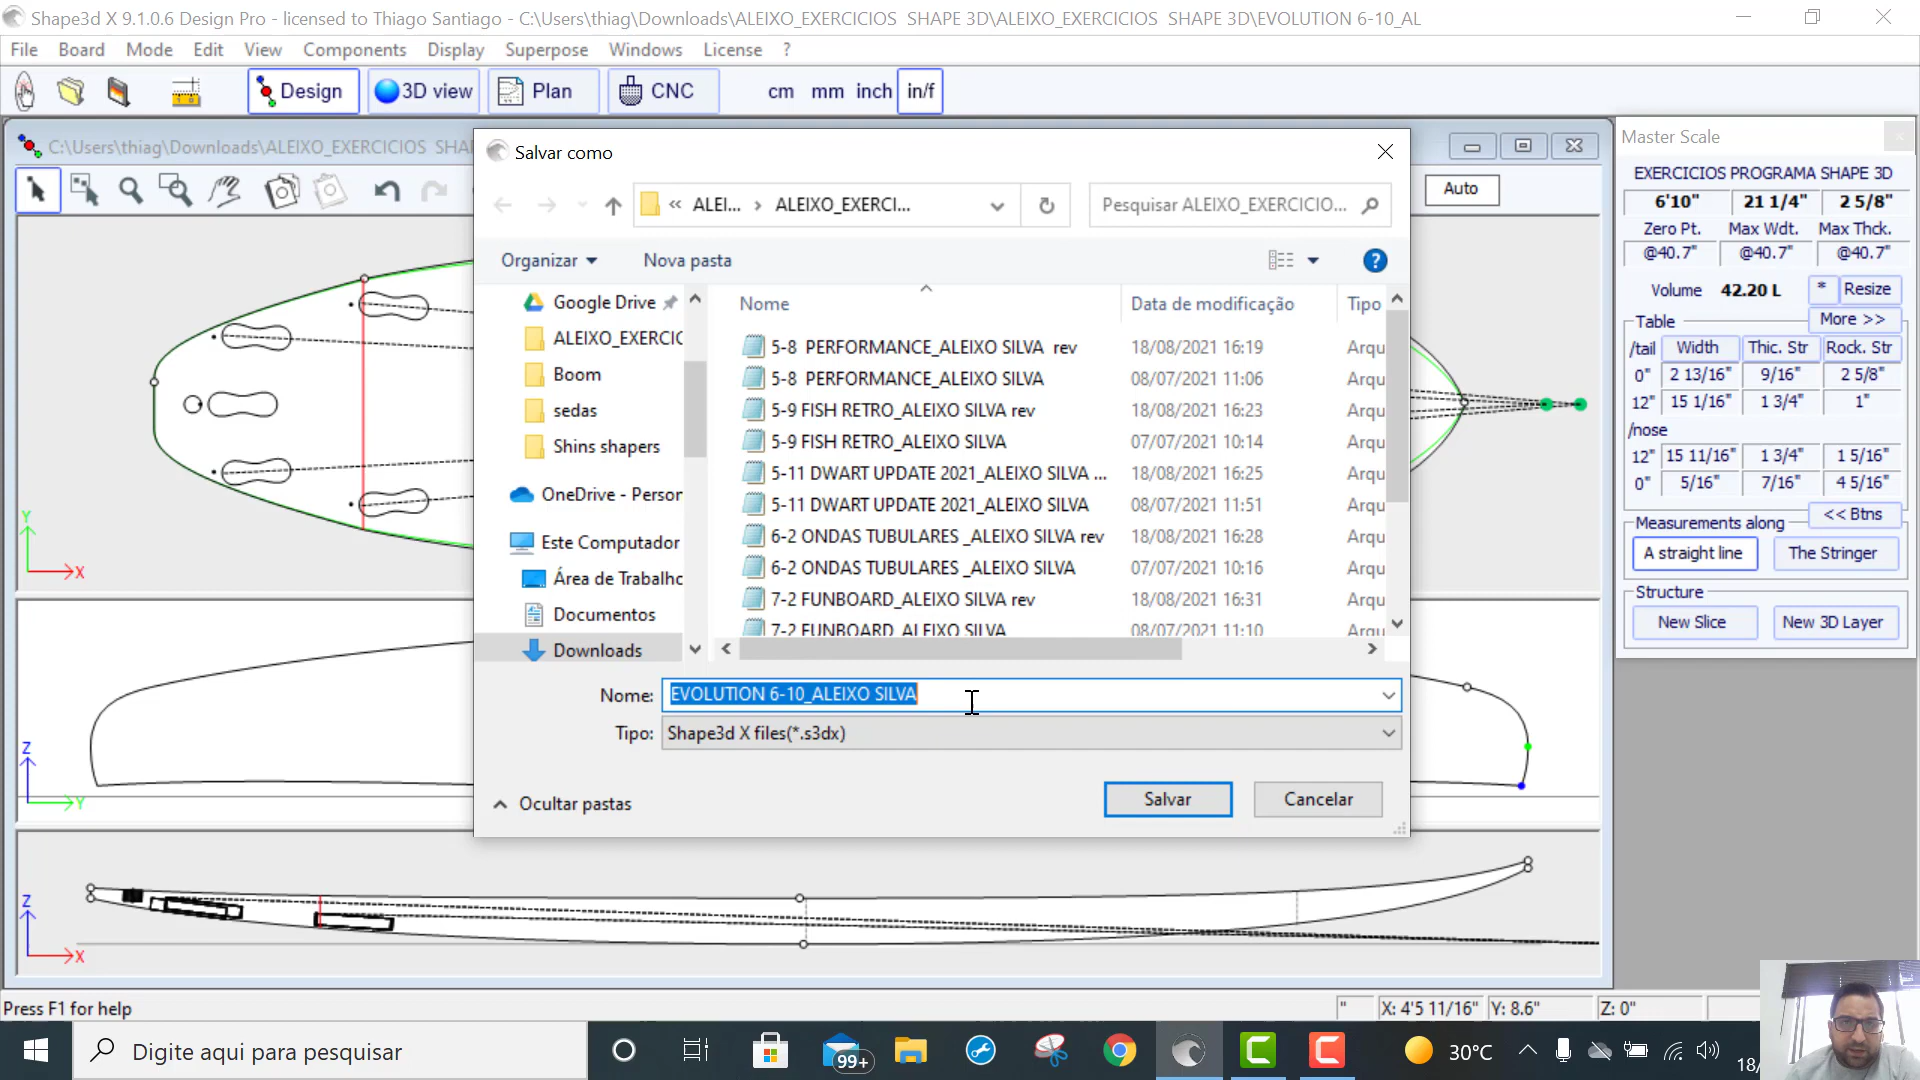 Shape3d X 9.1.0.6 Design Pro - licensed to Thiago Santiago - C:\Users\thiag\Downloads\ALEIXO_EXERCICIOS  SHAPE 3D\ALEIXO_EXERCICIOS  SHAPE 3D\EVOLUTION 6-10_AL
File Board Mode Edit View Components Display Superpose Windows License ?
Design 3D view Plan CNC cm mm inch in/f
C:\Users\thiag\Downloads\ALEIXO_EXERCICIOS  SHA
Auto
Salvar como
« ALEI... › ALEIXO_EXERCI...
Pesquisar ALEIXO_EXERCICIO...
Organizar
Nova pasta
?
Google Drive
ALEIXO_EXERCIC
Boom
sedas
Shins shapers
OneDrive - Person
Este Computador
Área de Trabalho
Documentos
Downloads
Nome Data de modificação Tipo
5-8  PERFORMANCE_ALEIXO SILVA  rev 18/08/2021 16:19 Arqu
5-8  PERFORMANCE_ALEIXO SILVA 08/07/2021 11:06 Arqu
5-9 FISH RETRO_ALEIXO SILVA rev 18/08/2021 16:23 Arqu
5-9 FISH RETRO_ALEIXO SILVA 07/07/2021 10:14 Arqu
5-11 DWART UPDATE 2021_ALEIXO SILVA ... 18/08/2021 16:25 Arqu
5-11 DWART UPDATE 2021_ALEIXO SILVA 08/07/2021 11:51 Arqu
6-2 ONDAS TUBULARES _ALEIXO SILVA rev 18/08/2021 16:28 Arqu
6-2 ONDAS TUBULARES _ALEIXO SILVA 07/07/2021 10:16 Arqu
7-2 FUNBOARD_ALEIXO SILVA rev 18/08/2021 16:31 Arqu
7-2 FUNBOARD_ALEIXO SILVA 08/07/2021 11:10 Arqu
Nome: EVOLUTION 6-10_ALEIXO SILVA
Tipo: Shape3d X files(*.s3dx)
Ocultar pastas
Salvar
Cancelar
Master Scale
EXERCICIOS PROGRAMA SHAPE 3D
6'10" 21 1/4" 2 5/8"
Zero Pt. Max Wdt. Max Thck.
@40.7" @40.7" @40.7"
Volume 42.20 L * Resize
Table More >>
/tail Width Thic. Str Rock. Str
0" 2 13/16" 9/16" 2 5/8"
12" 15 1/16" 1 3/4" 1"
/nose
12" 15 11/16" 1 3/4" 1 5/16"
0" 5/16" 7/16" 4 5/16"
Measurements along << Btns
A straight line The Stringer
Structure
New Slice New 3D Layer
Y
X
Z
Y
Z
X
Press F1 for help
" X: 4'5 11/16" Y: 8.6" Z: 0"
Digite aqui para pesquisar
99+
30°C
18/